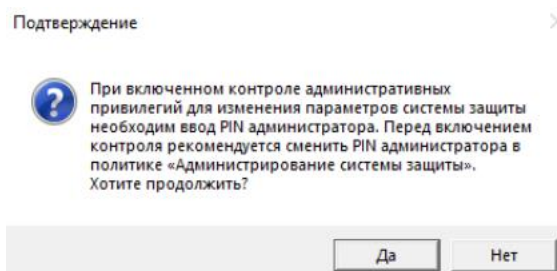 Подтверждение
При включенном контроле административных
привилегий для изменения параметров системы защиты
необходим ввод PIN администратора. Перед включением
контроля рекомендуется сменить PIN администратора в
политике «Администрирование системы защиты».
Хотите продолжить?
Да Нет